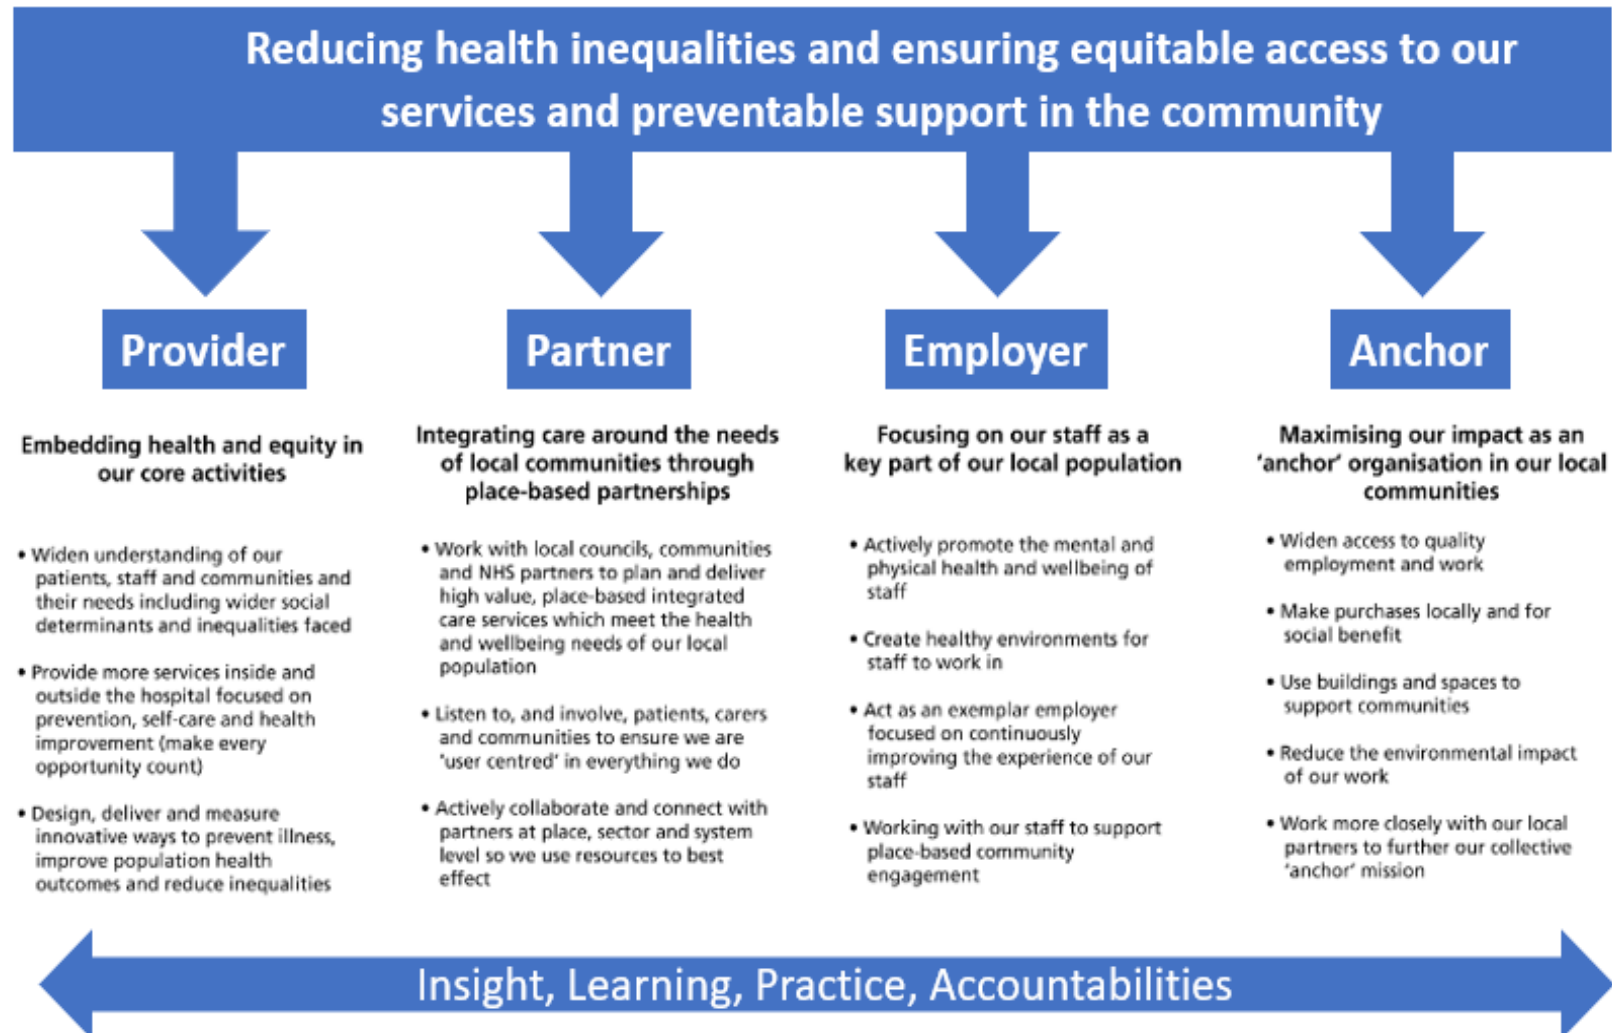 Reducing health inequalities and ensuring equitable access to our
services and preventable support in the community
Provider
Embedding health and equity in
our core activities
• Widen understanding of our
patients, staff and communities and
their needs including wider social
determinants and inequalities faced
• Provide more services inside and
outside the hospital focused on
prevention, self-care and health
improvement (make every
opportunity count)
• Design, deliver and measure
innovative ways to prevent illness,
improve population health
outcomes and reduce inequalities
Partner
Integrating care around the needs
of local communities through
place-based partnerships
• Work with local councils, communities
and NHS partners to plan and deliver
high value, place-based integrated
care services which meet the health
and wellbeing needs of our local
population
• Listen to, and involve, patients, carers
and communities to ensure we are
'user centred' in everything we do
• Actively collaborate and connect with
partners at place, sector and system
level so we use resources to best
effect
Employer
Focusing on our staff as a
key part of our local population
• Actively promote the mental and
physical health and wellbeing of
staff
• Create healthy environments for
staff to work in
• Act as an exemplar employer
focused on continuously
improving the experience of our
staff
• Working with our staff to support
place-based community
engagement
Anchor
Maximising our impact as an
'anchor' organisation in our local
communities
• Widen access to quality
employment and work
• Make purchases locally and for
social benefit
• Use buildings and spaces to
support communities
• Reduce the environmental impact
of our work
• Work more closely with our local
partners to further our collective
'anchor' mission
Insight, Learning, Practice, Accountabilities